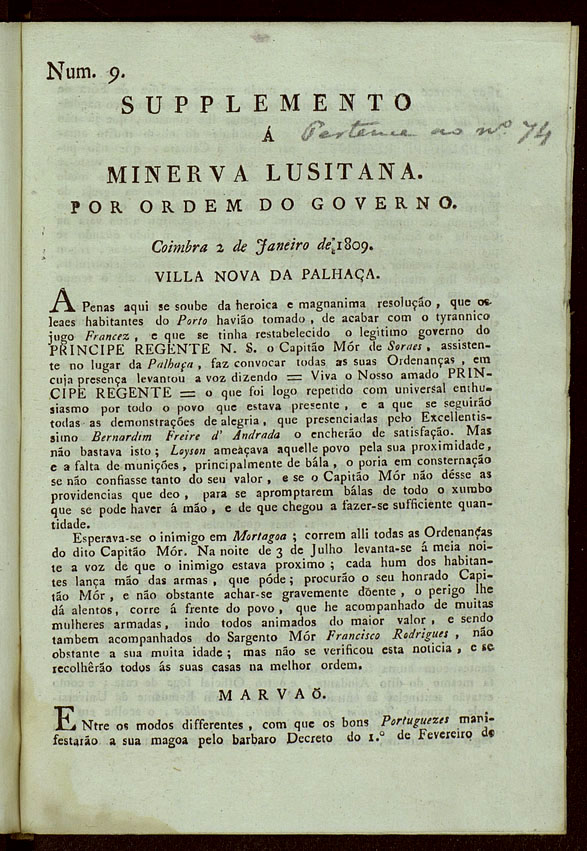 Num. 9.
SUPPLEMENTO
Á
Pertence ao nº 74
MINERVA LUSITANA.
POR ORDEM DO GOVERNO.
Coimbra 2 de Janeiro de 1809.
VILLA NOVA DA PALHAÇA.
APenas aqui se soube da heroica e magnanima resolução , que os
leaes habitantes do Porto havião tomado , de acabar com o tyrannico
jugo Francez , e que se tinha restabelecido o legitimo governo do
PRINCIPE REGENTE N. S. o Capitão Mór de Soraes , assisten-
te no lugar da Palhaça , faz convocar todas as suas Ordenanças , em
cuja presença levantou a voz dizendo = Viva o Nosso amado PRIN-
CIPE REGENTE = o que foi logo repetido com universal enthu-
siasmo por todo o povo que estava presente , e a que se seguirão
todas as demonstrações de alegria , que presenciadas pelo Excellentis-
simo Bernardim Freire d' Andrada o encherão de satisfação. Mas
não bastava isto ; Loyson ameaçava aquelle povo pela sua proximidade,
e a falta de munições , principalmente de bála , o poria em consternação
se não confiasse tanto do seu valor , e se o Capitão Mór não désse as
providencias que deo , para se apromptarem bálas de todo o xumbo
que se pode haver á mão , e de que chegou a fazer-se sufficiente quan-
tidade.
Esperava-se o inimigo em Mortagoa ; correm alli todas as Ordenanças
do dito Capitão Mór. Na noite de 3 de Julho levanta-se á meia noi-
te a voz de que o inimigo estava proximo ; cada hum dos habitan-
tes lança mão das armas , que póde ; procurão o seu honrado Capi-
tão Mór , e não obstante achar-se gravemente dòente , o perigo lhe
dá alentos , corre á frente do povo , que he acompanhado de muitas
mulheres armadas , indo todos animados do maior valor , e sendo
tambem acompanhados do Sargento Mór Francisco Rodrigues , não
obstante a sua muita idade ; mas não se verificou esta noticia , e se
recolhêrão todos ás suas casas na melhor ordem.
MARVAÕ.
ENtre os modos differentes , com que os bons Portuguezes mani-
festarão a sua magoa pelo barbaro Decreto do 1.º de Fevereiro de